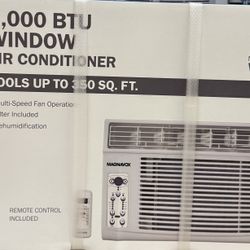 ,000 BTU
WINDOW
IR CONDITIONER
OOLS UP TO 350 SQ. FT.
ulti-Speed Fan Operation
ilter Included
ehumidification
MAGNAVOX
REMOTE CONTROL
INCLUDED